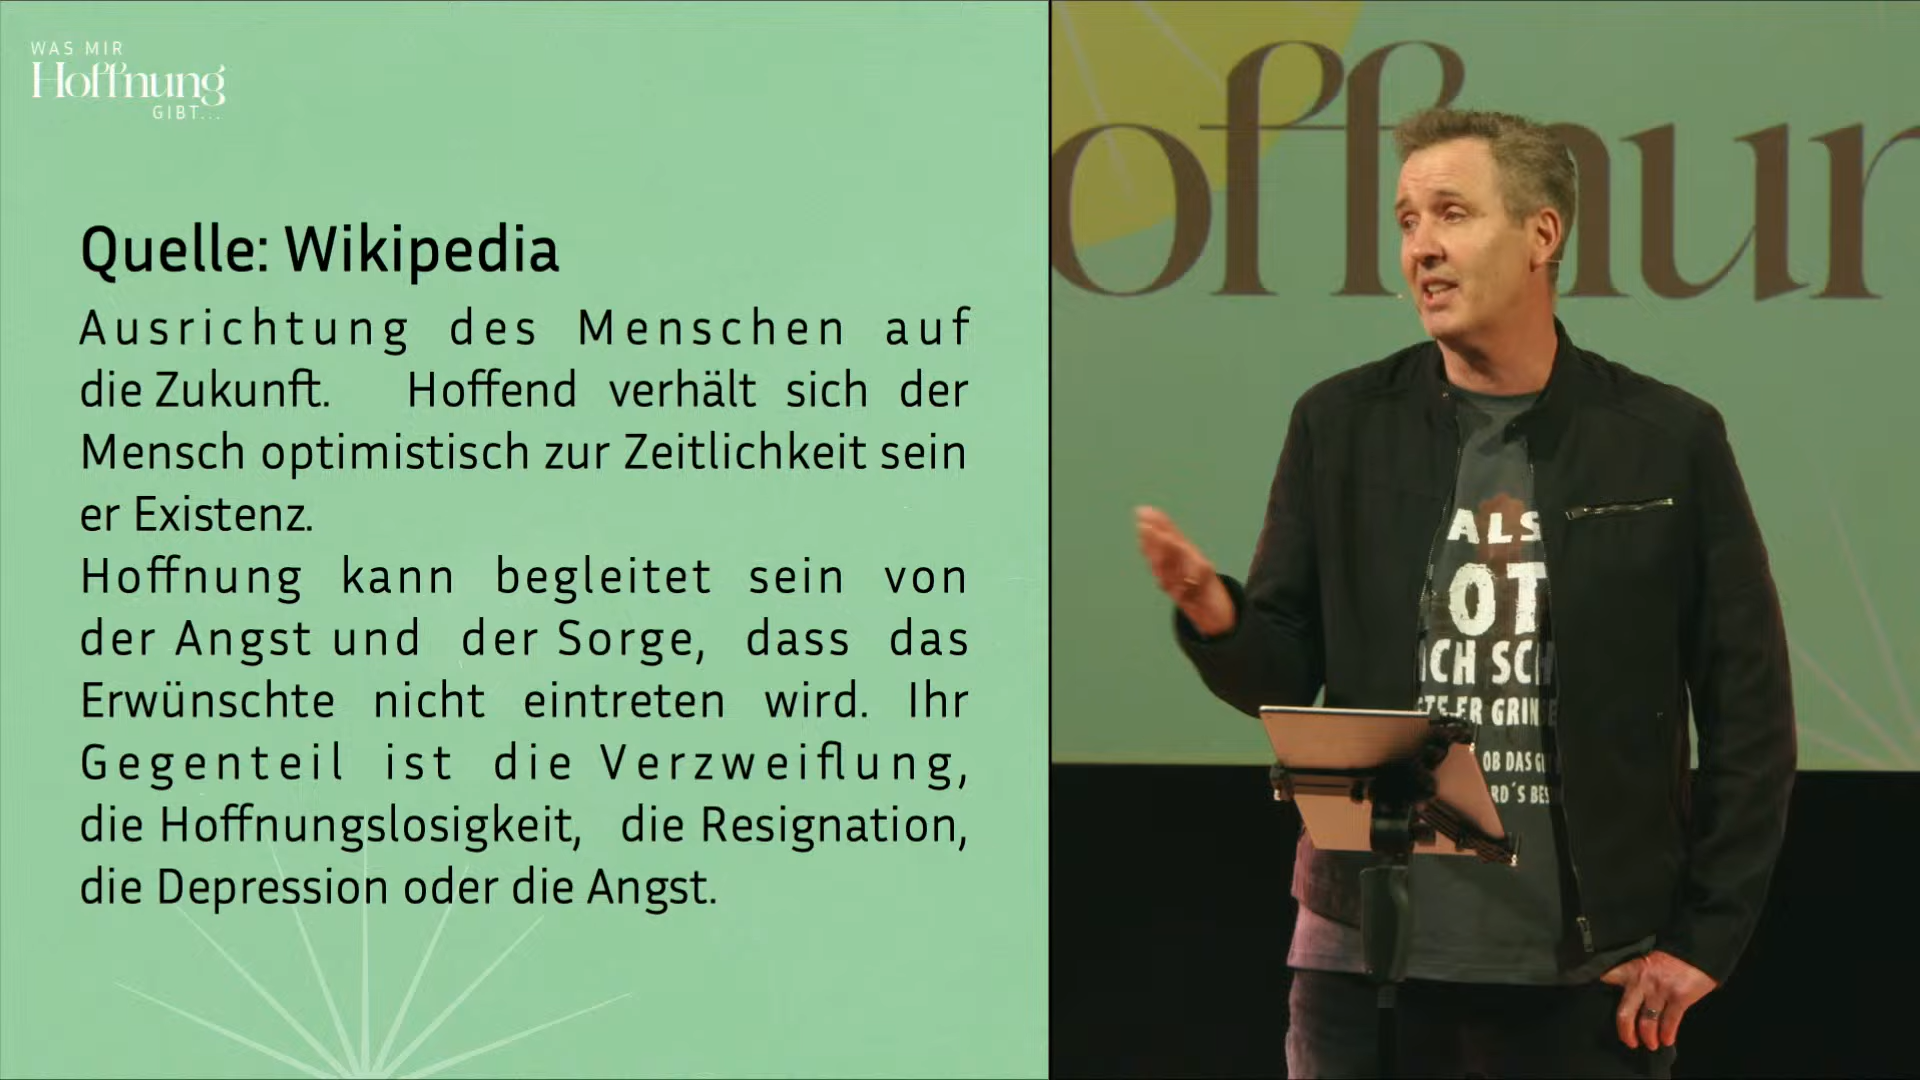 WAS MIR
Hoffnung
GIBT...
Quelle: Wikipedia
Ausrichtung des Menschen auf
die Zukunft. Hoffend verhält sich der
Mensch optimistisch zur Zeitlichkeit sein
er Existenz.
Hoffnung kann begleitet sein von
der Angst und der Sorge, dass das
Erwünschte nicht eintreten wird. Ihr
Gegenteil ist die Verzweiflung,
die Hoffnungslosigkeit, die Resignation,
die Depression oder die Angst.
offnur
ALS
OT
ICH SCH
ER GRINSE
OB DAS GU
RD´S BES